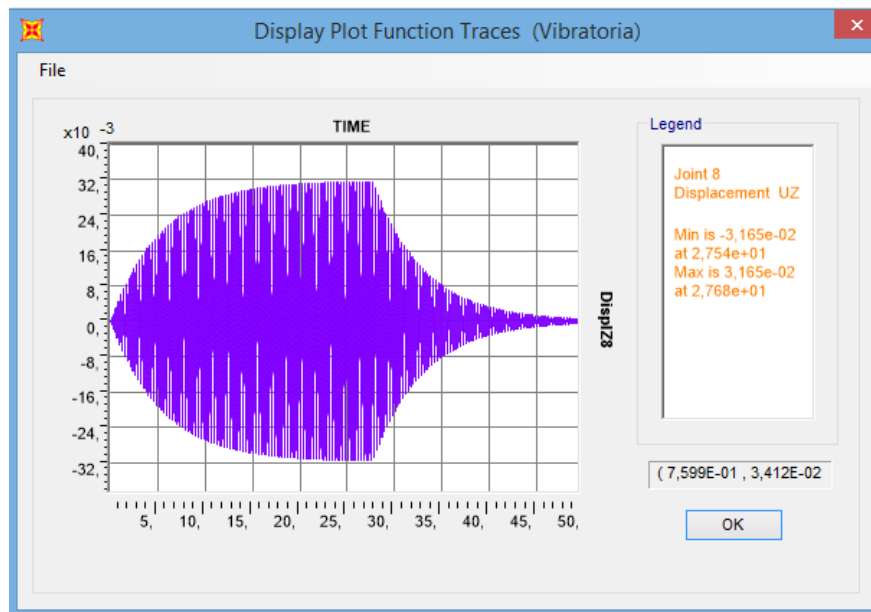 Display Plot Function Traces  (Vibratoria)
File
x10 -3
TIME
40,
32,
24,
16,
8,
0,
-8,
-16,
-24,
-32,
5, 10, 15, 20, 25, 30, 35, 40, 45, 50,
DisplZ8
Legend
Joint 8
Displacement  UZ
Min is -3,165e-02
at 2,754e+01
Max is 3,165e-02
at 2,768e+01
( 7,599E-01 , 3,412E-02
OK